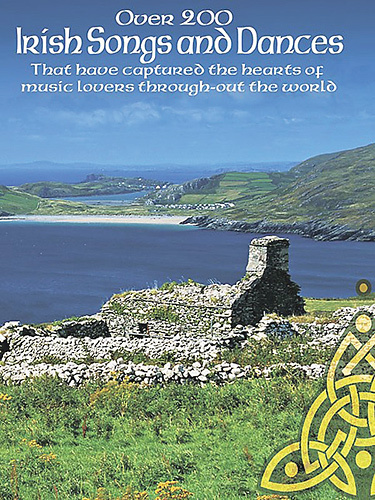 Over 200
Irish Songs and Dances
That have captured the hearts of
music lovers through-out the world